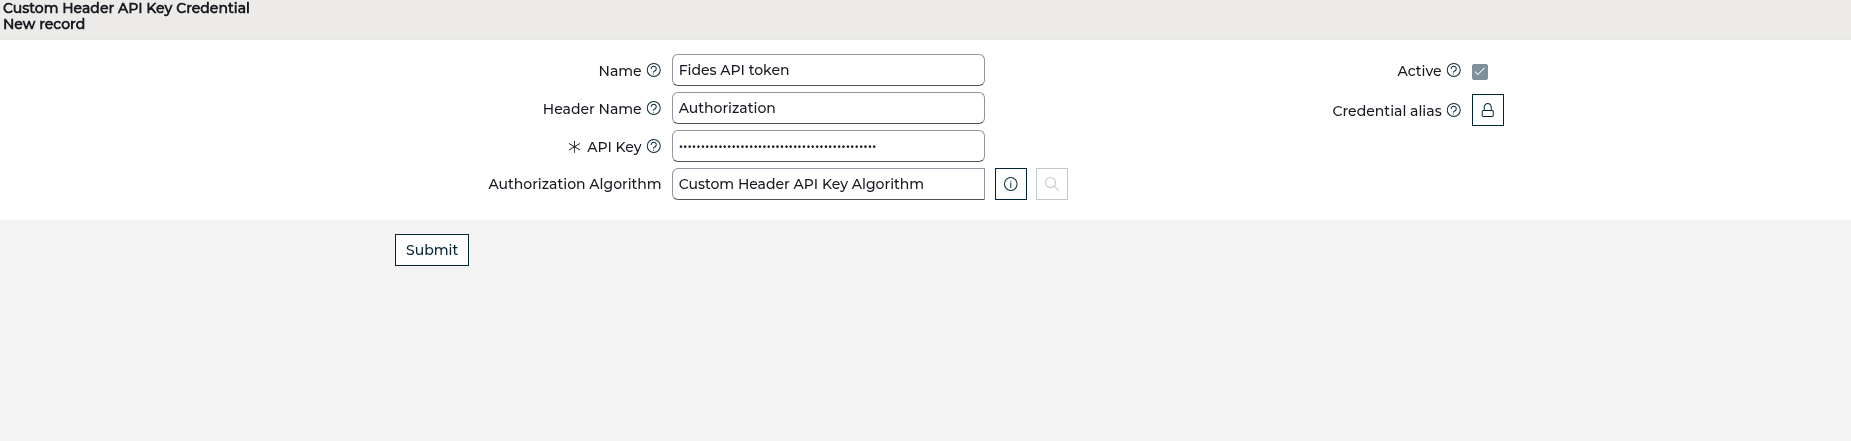 Custom Header API Key Credential
New record
Name
Fides API token
Active
Header Name
Authorization
Credential alias
API Key
••••••••••••••••••••••••••••••••••••••••••••
Authorization Algorithm
Custom Header API Key Algorithm
Submit